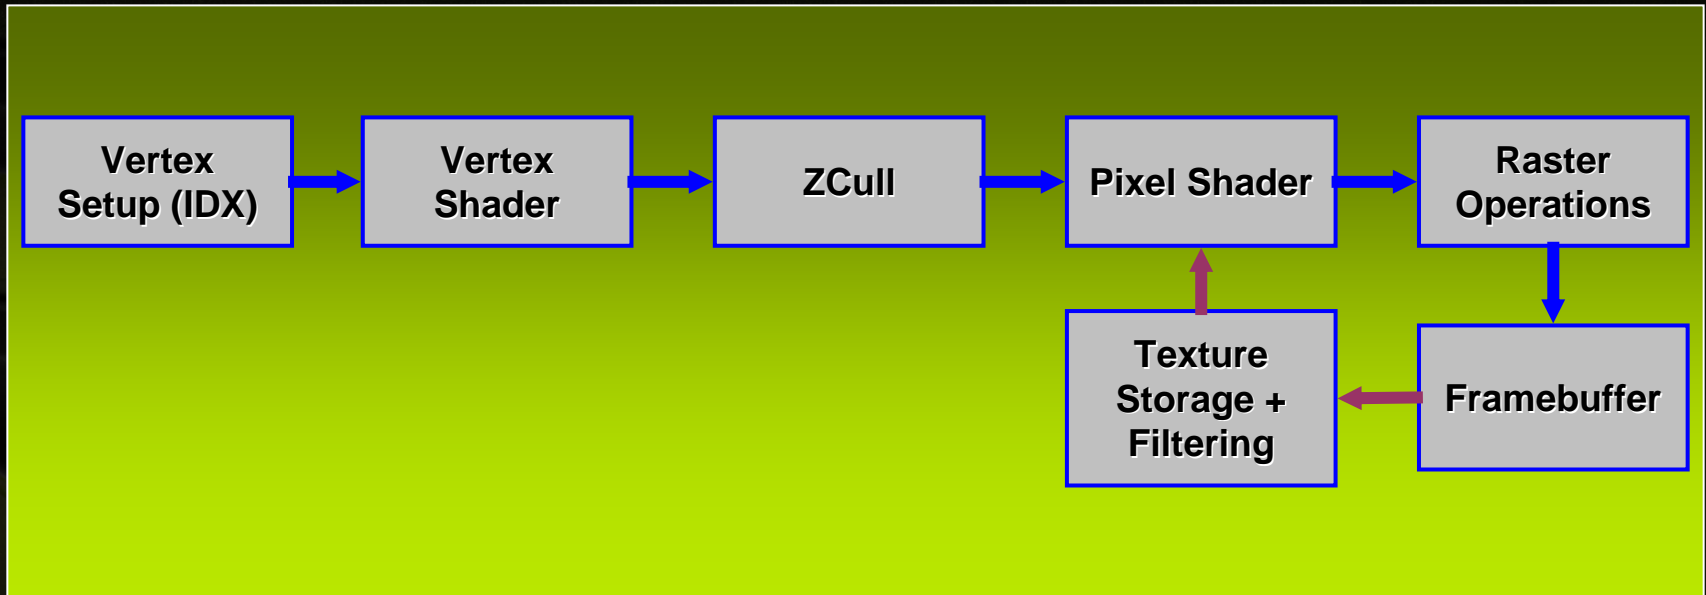 Vertex
Setup (IDX)
Vertex
Shader
ZCull
Pixel Shader
Raster
Operations
Texture
Storage +
Filtering
Framebuffer